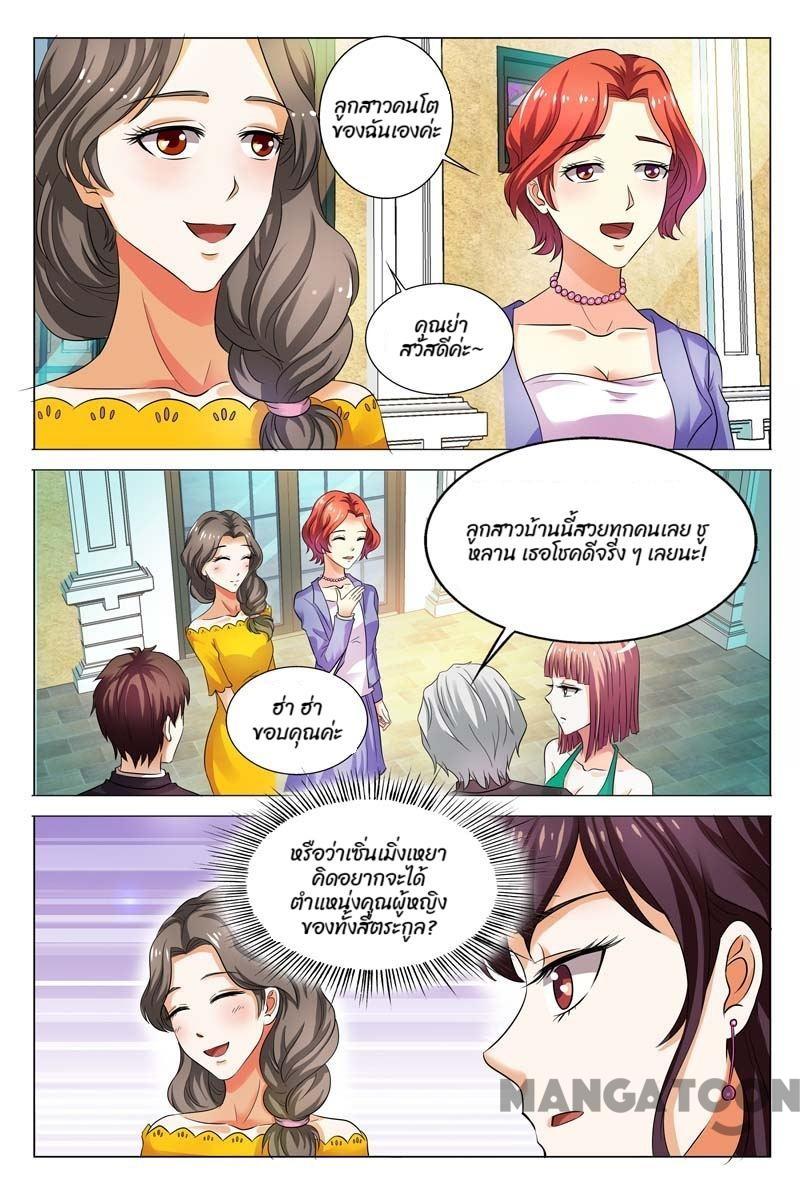 ลูกสาวคนโต
ของฉันเองค่ะ
คุณย่า
สวัสดีค่ะ~
ลูกสาวบ้านนี้สวยทุกคนเลย ชู
หลาน เธอโชคดีจริง ๆ เลยนะ!
ฮ่า ฮ่า
ขอบคุณค่ะ
หรือว่าเซิ่นเมิ่งเหยา
คิดอยากจะได้
ตำแหน่งคุณผู้หญิง
ของทั้งสี่ตระกูล?
MANGATOON